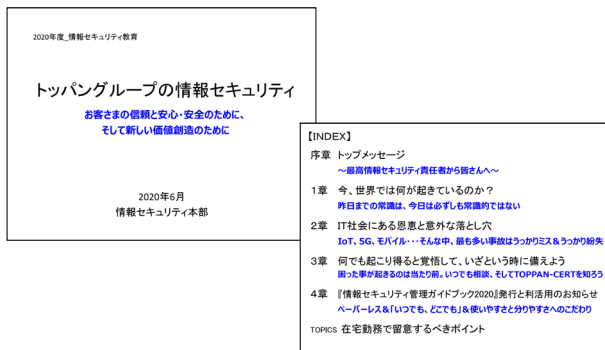 2020年度_情報セキュリティ教育
トッパングループの情報セキュリティ
お客さまの信頼と安心・安全のために、
そして新しい価値創造のために
2020年6月
情報セキュリティ本部
【INDEX】
序章 トップメッセージ
～最高情報セキュリティ責任者から皆さんへ～
1章 今、世界では何が起きているのか？
昨日までの常識は、今日は必ずしも常識的ではない
2章 IT社会にある恩恵と意外な落とし穴
IoT、5G、モバイル・・・そんな中、最も多い事故はうっかりミス＆うっかり紛失
3章 何でも起こり得ると覚悟して、いざという時に備えよう
困った事が起きるのは当たり前。いつでも相談、そしてTOPPAN-CERTを知ろう
4章 『情報セキュリティ管理ガイドブック2020』発行と利活用のお知らせ
ペーパーレス＆「いつでも、どこでも」＆使いやすさと分りやすさへのこだわり
TOPICS 在宅勤務で留意するべきポイント